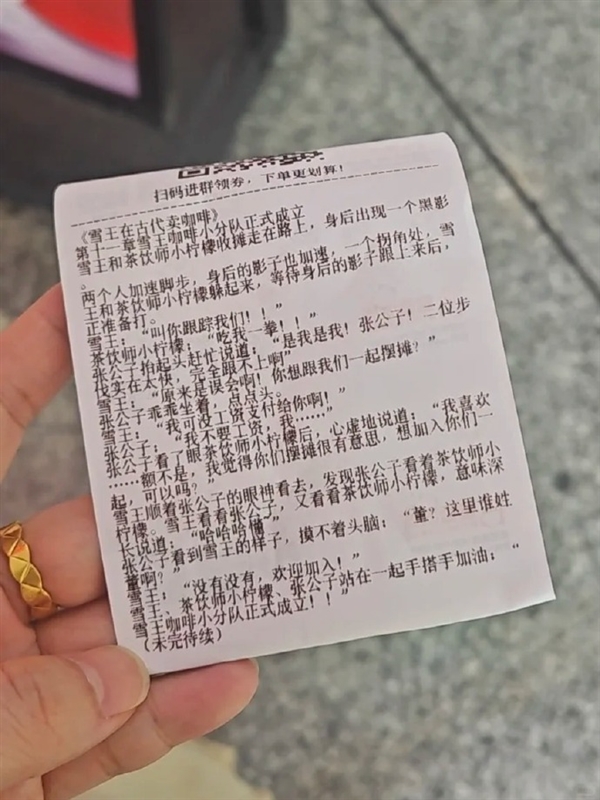 扫码进群领券，下单更划算！
《雪王在古代卖咖啡》
第十一章雪王咖啡小分队正式成立
雪王和茶饮师小柠檬收摊走在路上，身后出现一个黑影
。
两个人加速脚步，身后的影子也加速，一个拐角处，雪
王和茶饮师小柠檬躲起来，等待身后的影子跟上来后，
正准备打。
雪王：“叫你跟踪我们！！”
茶饮师小柠檬：“吃我一拳！！”
张公子抬起头赶忙说道：“是我是我！张公子！二位步
伐实在太快，完全跟不上啊”
雪王：“原来是误会啊！你想跟我们一起摆摊？”
张公子乖乖坐着，点点头。
雪王：“我可没工资支付给你啊！”
张公子：“我不要工资，我……”
张公子看了眼茶饮师小柠檬后，心虚地说道：“我喜欢
……额不是，我觉得你们摆摊很有意思，想加入你们一
起，可以吗？”
雪王顺着张公子的眼神看去，发现张公子看着茶饮师小
柠檬。雪王看看张公子，又看看茶饮师小柠檬，意味深
长说道：“哈哈哈懂”
张公子看到雪王的样子，摸不着头脑：“董？这里谁姓
董啊？”
雪王：“没有没有，欢迎加入！”
雪王、茶饮师小柠檬、张公子站在一起手搭手加油：“
雪王咖啡小分队正式成立！！”
（未完待续）